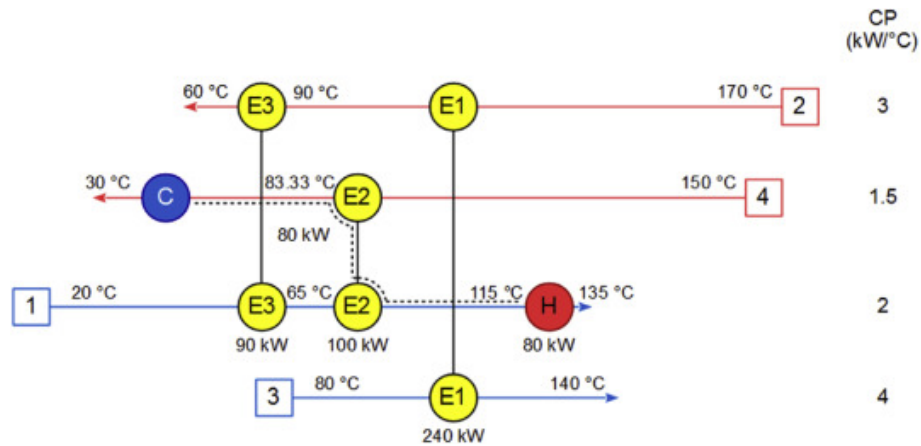 CP
(kW/°C)
60 °C E3 90 °C E1 170 °C 2 3
30 °C C 83.33 °C E2 150 °C 4 1.5
80 kW
1 20 °C E3 65 °C E2 115 °C H 135 °C 2
90 kW 100 kW 80 kW
3 80 °C E1 140 °C 4
240 kW